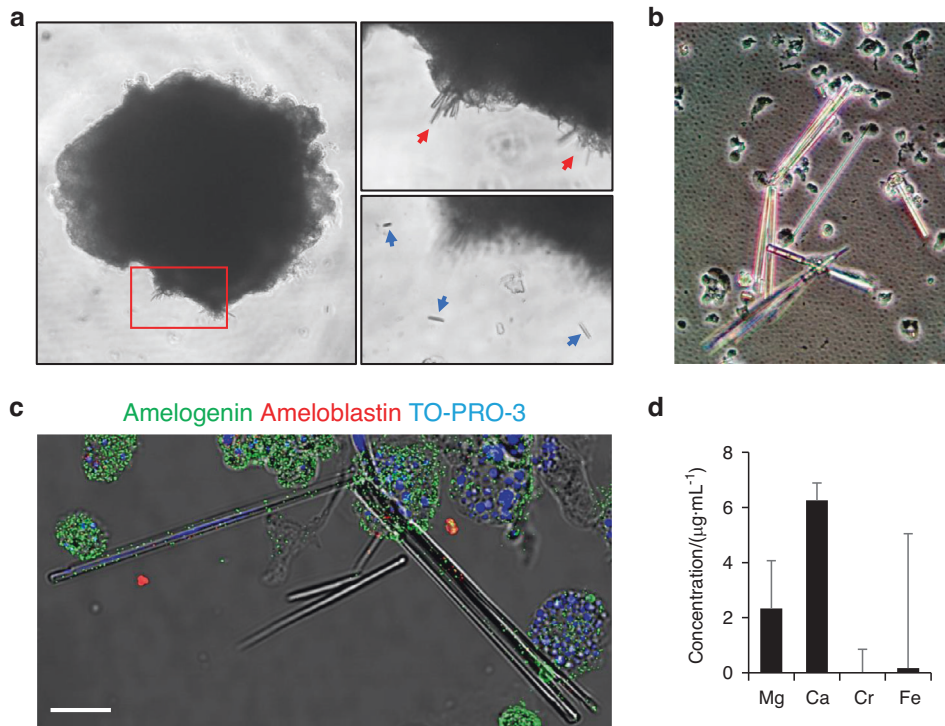 a
b
c
Amelogenin Ameloblastin TO-PRO-3
d
Concentration/(μg·mL⁻¹)
8
6
4
2
0
Mg Ca Cr Fe